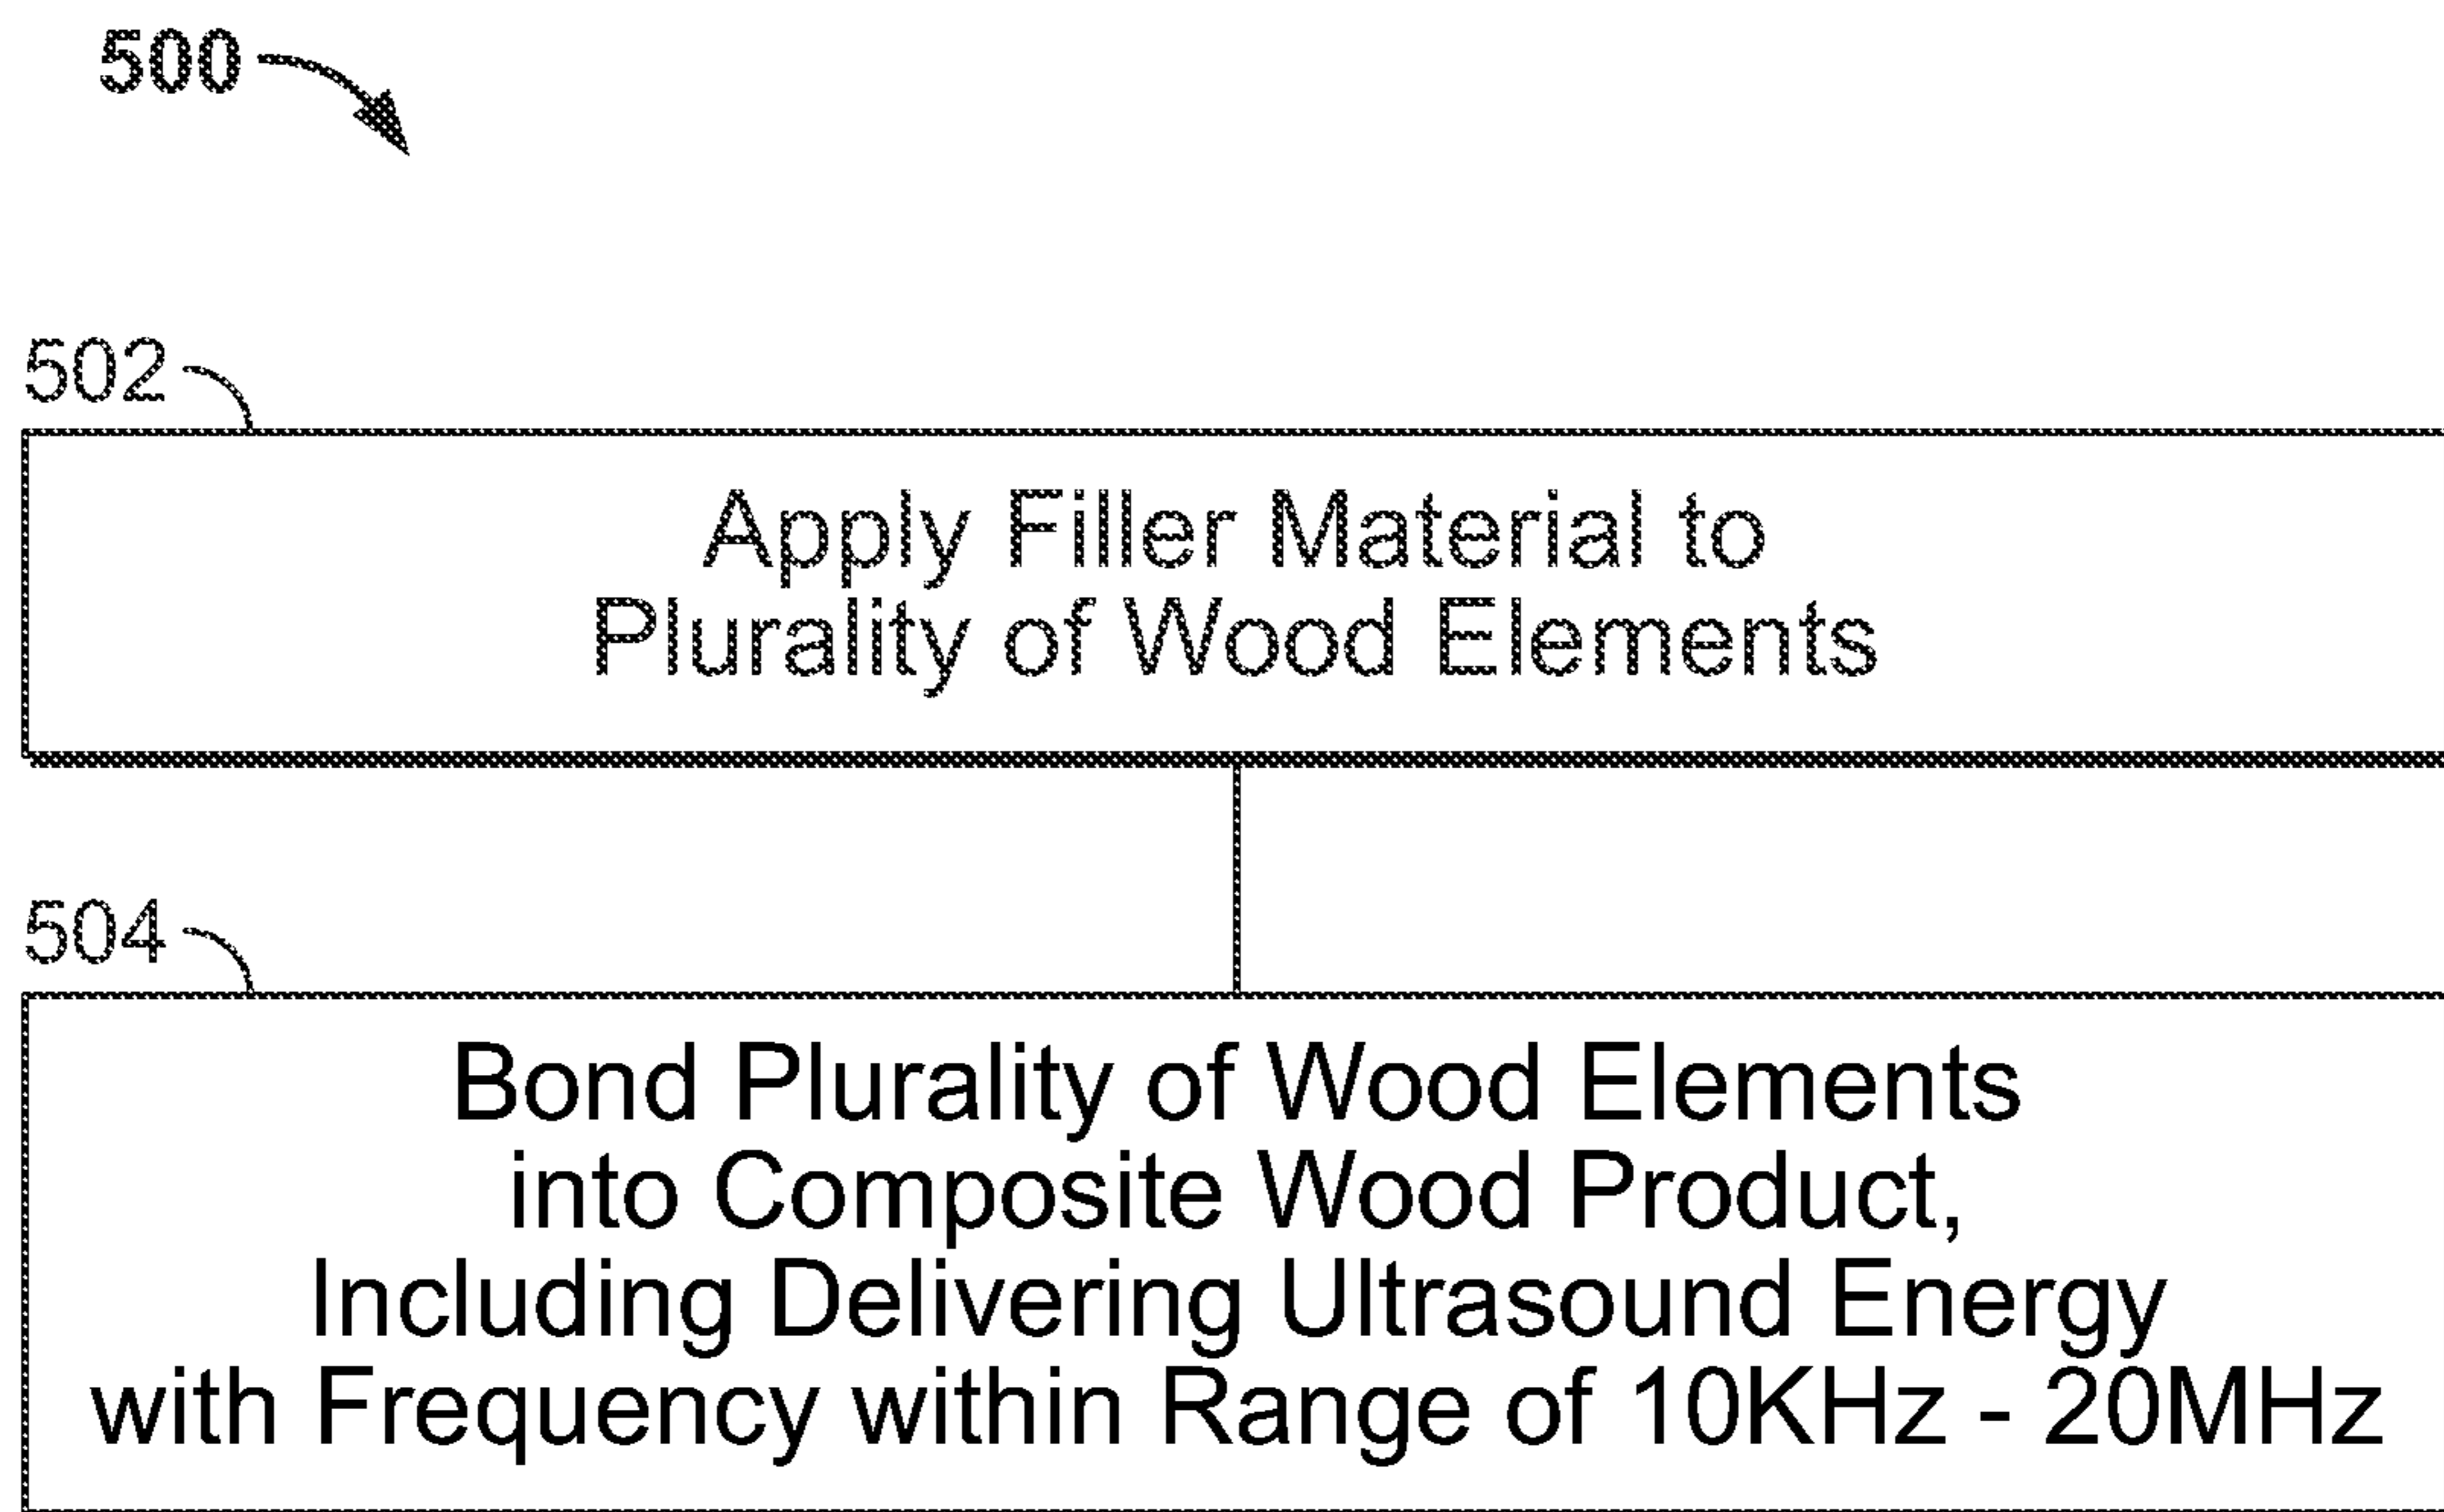 500
502
Apply Filler Material to
Plurality of Wood Elements
504
Bond Plurality of Wood Elements
into Composite Wood Product,
Including Delivering Ultrasound Energy
with Frequency within Range of 10KHz - 20MHz